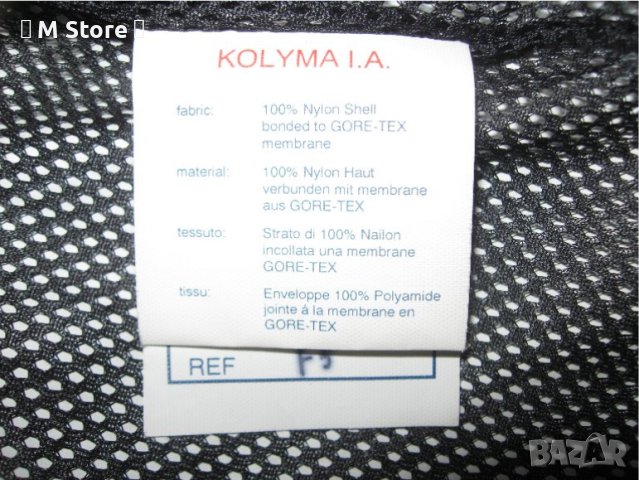 M Store
KOLYMA I.A.
fabric: 100% Nylon Shell
bonded to GORE-TEX
membrane
material: 100% Nylon Haut
verbunden mit membrane
aus GORE-TEX
tessuto: Strato di 100% Nailon
incollata una membrane
GORE-TEX
tissu: Enveloppe 100% Polyamide
jointe á la membrane en
GORE-TEX
REF
BAZAR